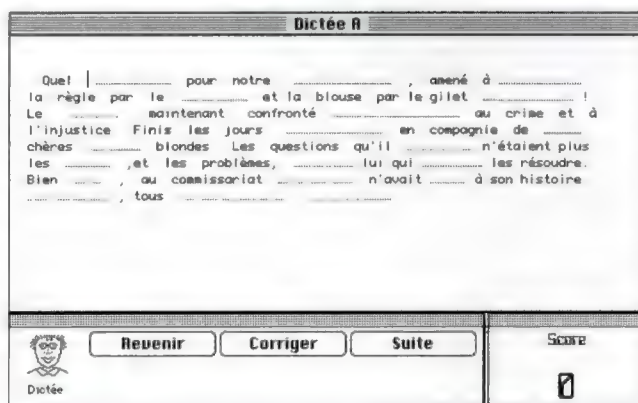 Dictée A
Quel | .......... pour notre .......... , amené à ..........
la règle par le .......... et la blouse par le gilet .......... !
Le .......... maintenant confronté .......... au crime et à
l'injustice Finis les jours .......... en compagnie de ..........
chères .......... blondes Les questions qu'il .......... n'étaient plus
les .......... ,et les problèmes, .......... lui qui .......... les résoudre.
Bien .......... , au commissariat .......... n'avait .......... à son histoire
.......... , tous ..........
Revenir Corriger Suite
Score
Dictée